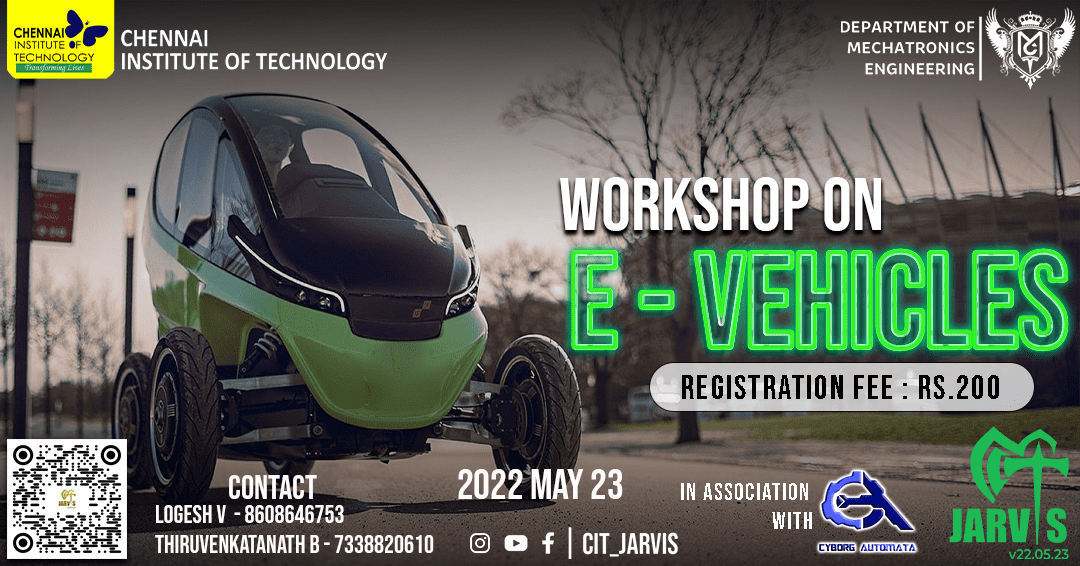 CHENNAI
INSTITUTE OF
TECHNOLOGY
Transforming Lives
CHENNAI
INSTITUTE OF TECHNOLOGY
DEPARTMENT OF
MECHATRONICS
ENGINEERING
WORKSHOP ON
E - VEHICLES
REGISTRATION FEE : RS.200
CONTACT
LOGESH V - 8608646753
THIRUVENKATANATH B - 7338820610
2022 MAY 23
CIT_JARVIS
IN ASSOCIATION
WITH
CYBORG AUTOMATA
JARVIS
v22.05.23